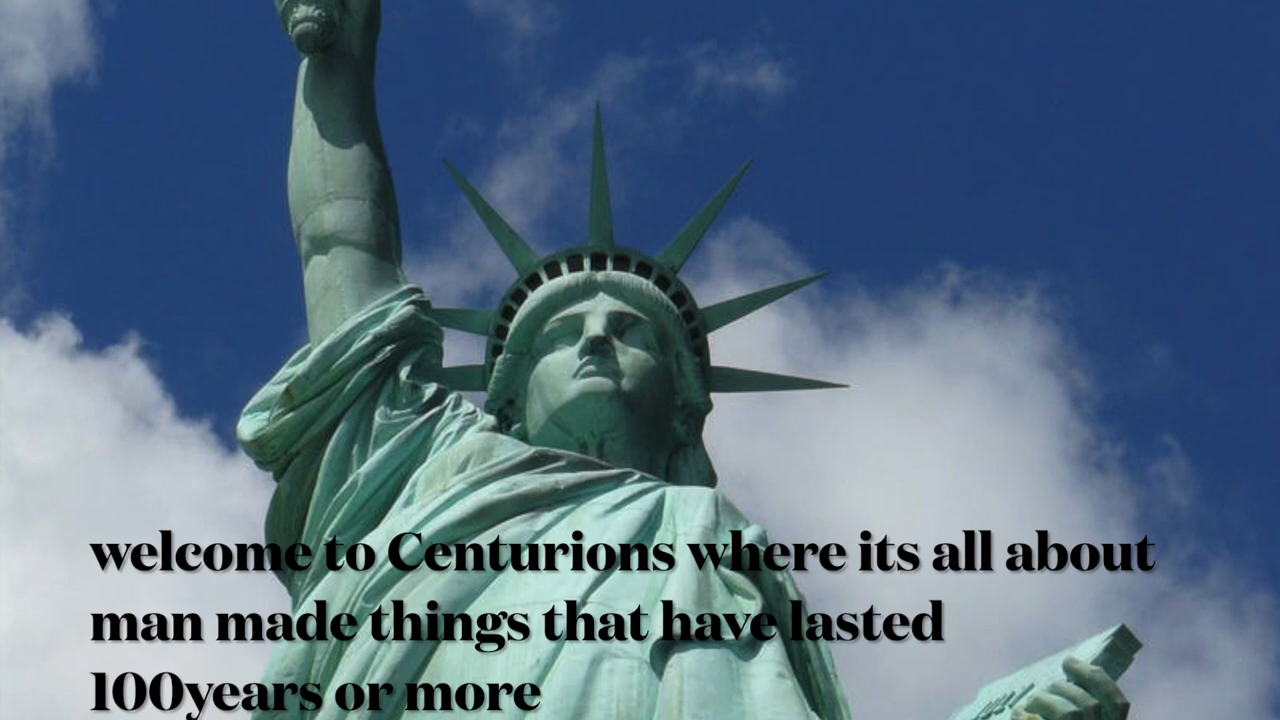 welcome to Centurions where its all about
man made things that have lasted
100years or more